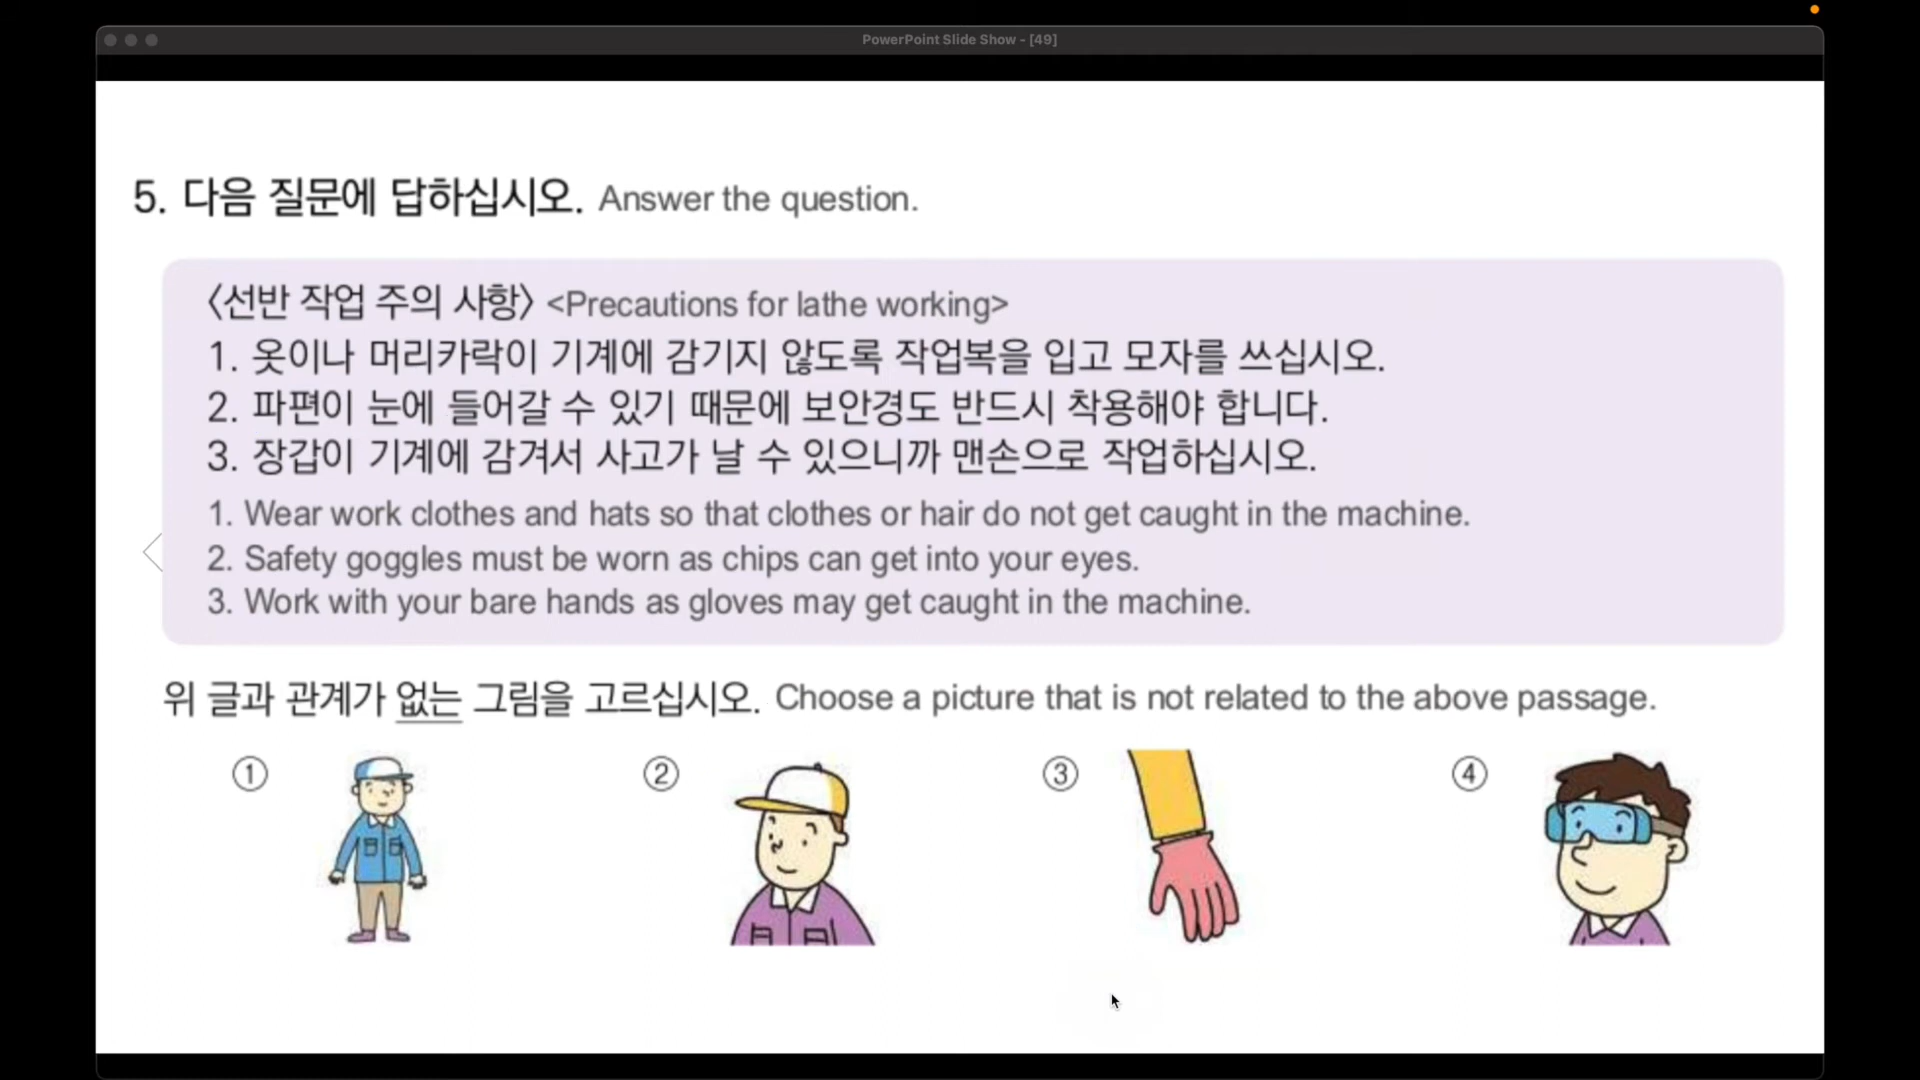 PowerPoint Slide Show - [49]
5. 다음 질문에 답하십시오. Answer the question.
〈선반 작업 주의 사항〉 <Precautions for lathe working>
1. 옷이나 머리카락이 기계에 감기지 않도록 작업복을 입고 모자를 쓰십시오.
2. 파편이 눈에 들어갈 수 있기 때문에 보안경도 반드시 착용해야 합니다.
3. 장갑이 기계에 감겨서 사고가 날 수 있으니까 맨손으로 작업하십시오.
1. Wear work clothes and hats so that clothes or hair do not get caught in the machine.
2. Safety goggles must be worn as chips can get into your eyes.
3. Work with your bare hands as gloves may get caught in the machine.
위 글과 관계가 없는 그림을 고르십시오. Choose a picture that is not related to the above passage.
① ② ③ ④